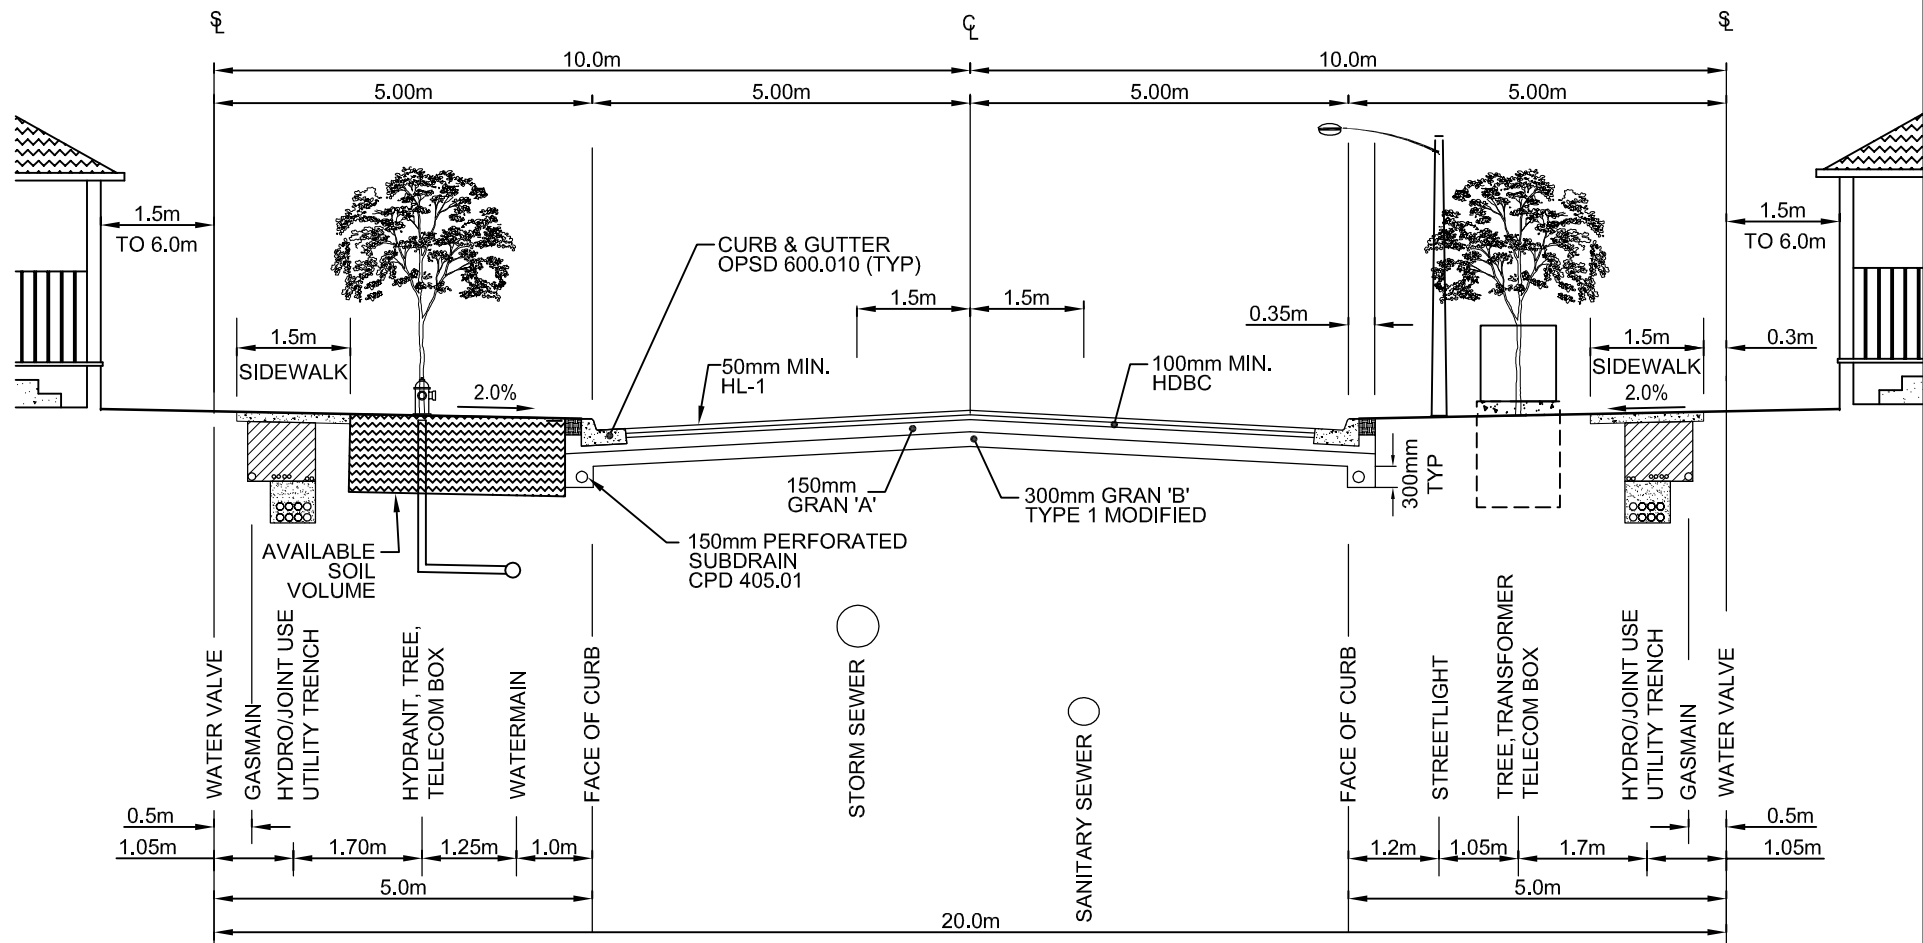 S L
C L
S L
10.0m
10.0m
5.00m
5.00m
5.00m
5.00m
1.5m
TO 6.0m
1.5m
TO 6.0m
CURB & GUTTER
OPSD 600.010 (TYP)
1.5m
1.5m
0.35m
1.5m
SIDEWALK
1.5m
SIDEWALK
0.3m
50mm MIN.
HL-1
100mm MIN.
HDBC
2.0%
2.0%
150mm
GRAN 'A'
300mm GRAN 'B'
TYPE 1 MODIFIED
300mm
TYP
AVAILABLE
SOIL
VOLUME
150mm PERFORATED
SUBDRAIN
CPD 405.01
WATER VALVE
GASMAIN
HYDRO/JOINT USE
UTILITY TRENCH
HYDRANT, TREE,
TELECOM BOX
WATERMAIN
FACE OF CURB
STORM SEWER
SANITARY SEWER
FACE OF CURB
STREETLIGHT
TREE,TRANSFORMER
TELECOM BOX
HYDRO/JOINT USE
UTILITY TRENCH
GASMAIN
WATER VALVE
0.5m
0.5m
1.05m
1.70m
1.25m
1.0m
1.2m
1.05m
1.7m
1.05m
5.0m
5.0m
20.0m